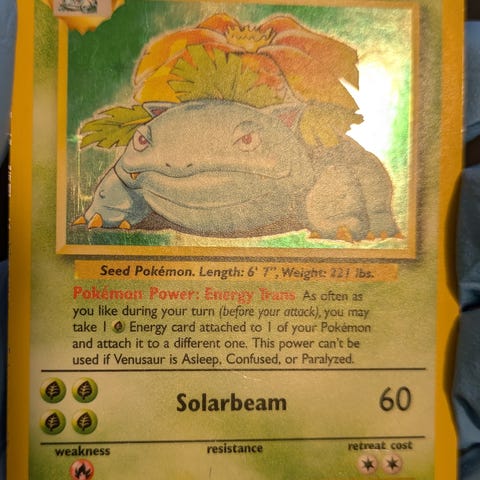 Seed Pokémon. Length: 6' 7", Weight: 221 lbs.
Pokémon Power: Energy Trans As often as
you like during your turn (before your attack), you may
take 1 Energy card attached to 1 of your Pokémon
and attach it to a different one. This power can't be
used if Venusaur is Asleep, Confused, or Paralyzed.
Solarbeam 60
weakness resistance retreat cost